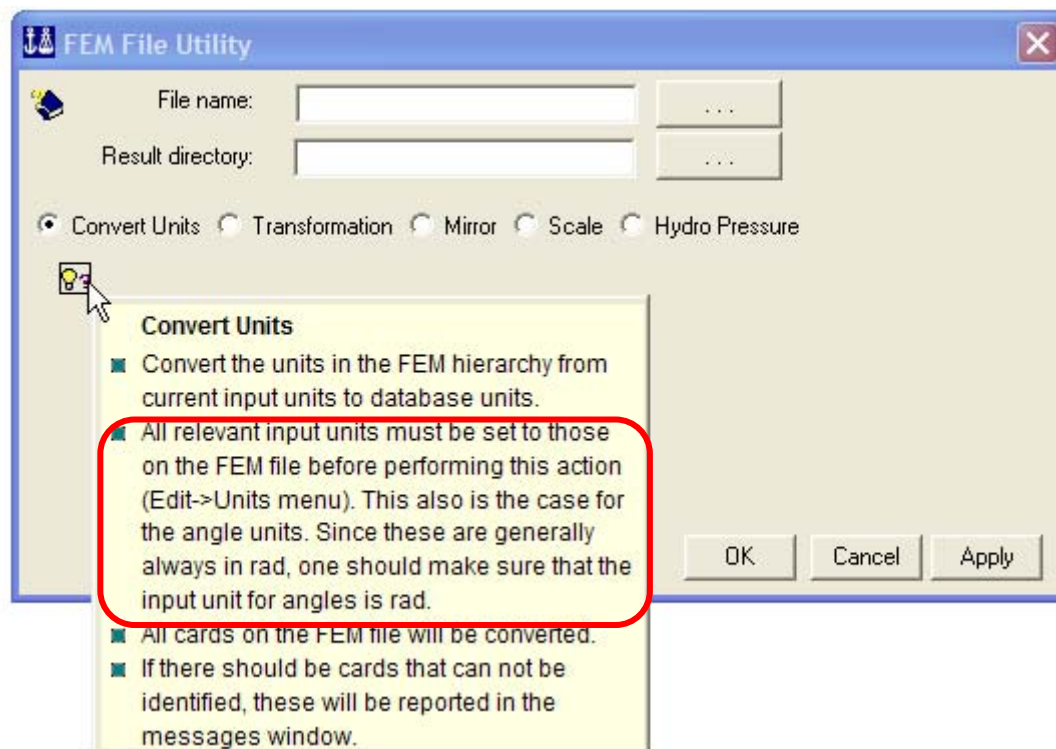 FEM File Utility
File name:
...
Result directory:
...
Convert Units Transformation Mirror Scale Hydro Pressure
Convert Units
Convert the units in the FEM hierarchy from
current input units to database units.
All relevant input units must be set to those
on the FEM file before performing this action
(Edit->Units menu). This also is the case for
the angle units. Since these are generally
always in rad, one should make sure that the
input unit for angles is rad.
All cards on the FEM file will be converted.
If there should be cards that can not be
identified, these will be reported in the
messages window.
OK Cancel Apply